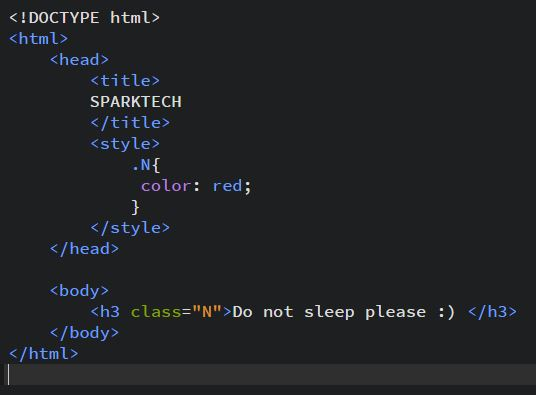 <!DOCTYPE html>
<html>
<head>
<title>
SPARKTECH
</title>
<style>
.N{
color: red;
}
</style>
</head>
<body>
<h3 class="N">Do not sleep please :) </h3>
</body>
</html>